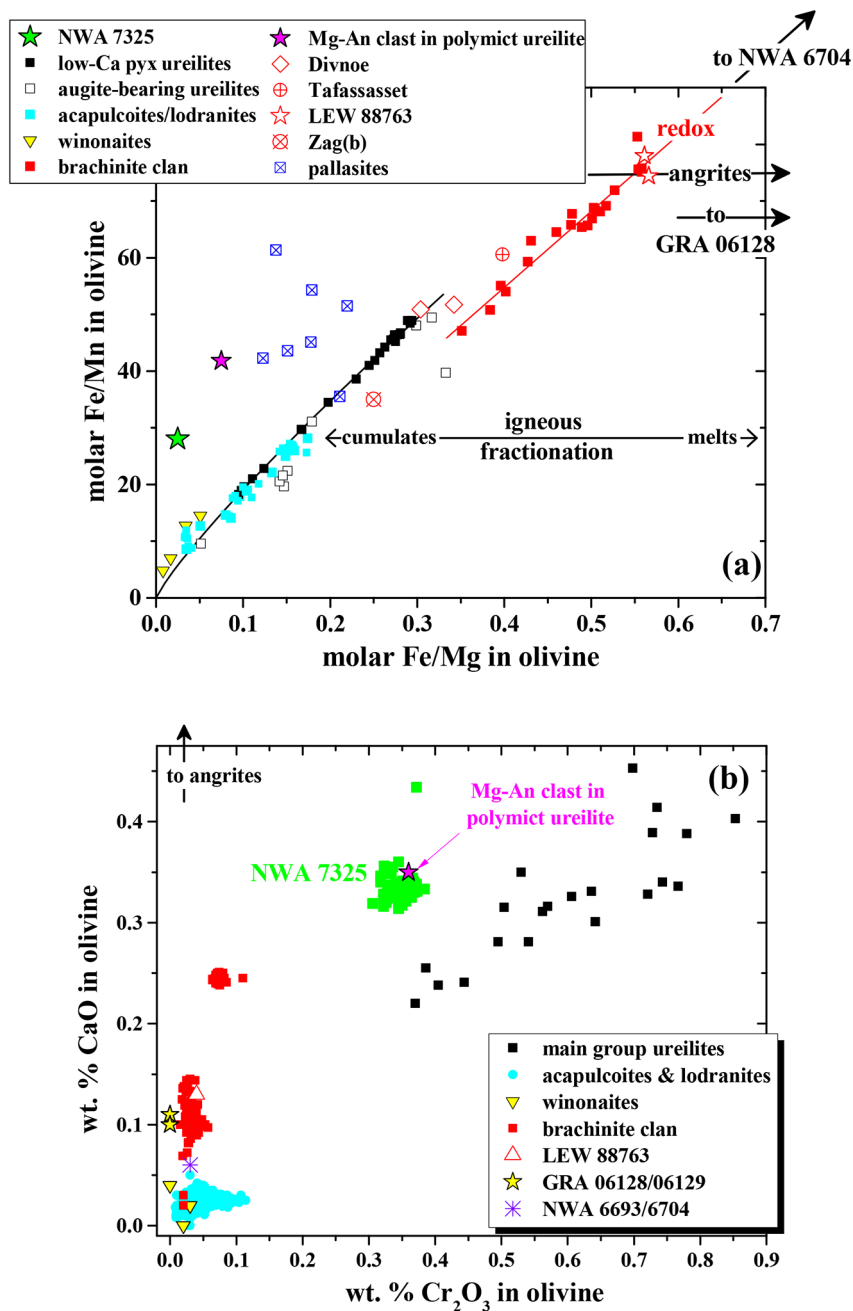 NWA 7325
low-Ca pyx ureilites
augite-bearing ureilites
acapulcoites/lodranites
winonaites
brachinite clan
Mg-An clast in polymict ureilite
Divnoe
Tafassasset
LEW 88763
Zag(b)
pallasites
to NWA 6704
redox
angrites
to
GRA 06128
igneous
fractionation
cumulates
melts
(a)
60
40
20
0
0.0 0.1 0.2 0.3 0.4 0.5 0.6 0.7
molar Fe/Mn in olivine
molar Fe/Mg in olivine
to angrites
(b)
Mg-An clast in
polymict ureilite
NWA 7325
main group ureilites
acapulcoites & lodranites
winonaites
brachinite clan
LEW 88763
GRA 06128/06129
NWA 6693/6704
0.4
0.3
0.2
0.1
0.0
0.0 0.1 0.2 0.3 0.4 0.5 0.6 0.7 0.8 0.9
wt. % CaO in olivine
wt. % Cr₂O₃ in olivine